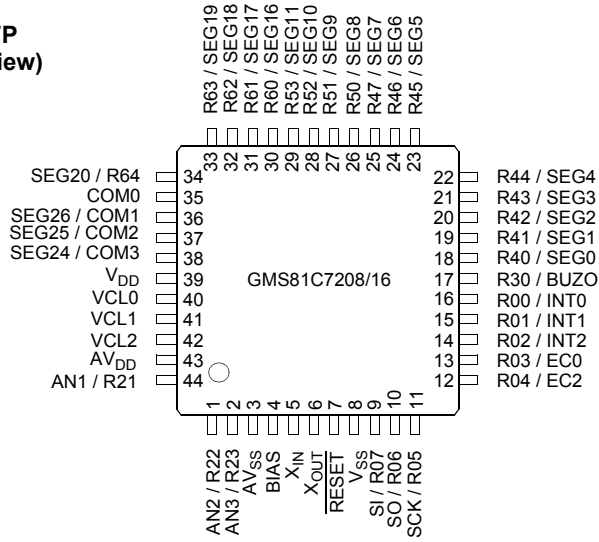 FP
iew)
R63 / SEG19
R62 / SEG18
R61 / SEG17
R60 / SEG16
R53 / SEG11
R52 / SEG10
R51 / SEG9
R50 / SEG8
R47 / SEG7
R46 / SEG6
R45 / SEG5
33
32
31
30
29
28
27
26
25
24
23
SEG20 / R64 34
COM0 35
SEG26 / COM1 36
SEG25 / COM2 37
SEG24 / COM3 38
VDD 39
VCL0 40
VCL1 41
VCL2 42
AVDD 43
AN1 / R21 44
GMS81C7208/16
22 R44 / SEG4
21 R43 / SEG3
20 R42 / SEG2
19 R41 / SEG1
18 R40 / SEG0
17 R30 / BUZO
16 R00 / INT0
15 R01 / INT1
14 R02 / INT2
13 R03 / EC0
12 R04 / EC2
1
2
3
4
5
6
7
8
9
10
11
AN2 / R22
AN3 / R23
AVSS
BIAS
XIN
XOUT
RESET
VSS
SI / R07
SO / R06
SCK / R05